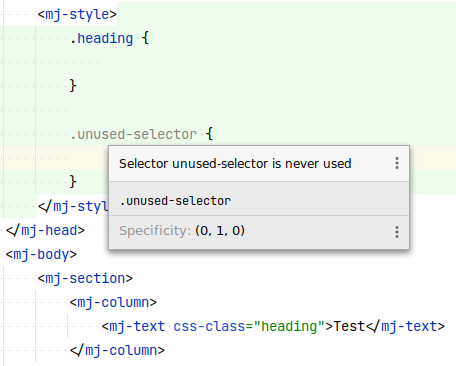 <mj-style>
.heading {
}
.unused-selector {
Selector unused-selector is never used
.unused-selector
Specificity: (0, 1, 0)
}
</mj-styl
</mj-head>
<mj-body>
<mj-section>
<mj-column>
<mj-text css-class="heading">Test</mj-text>
</mj-column>